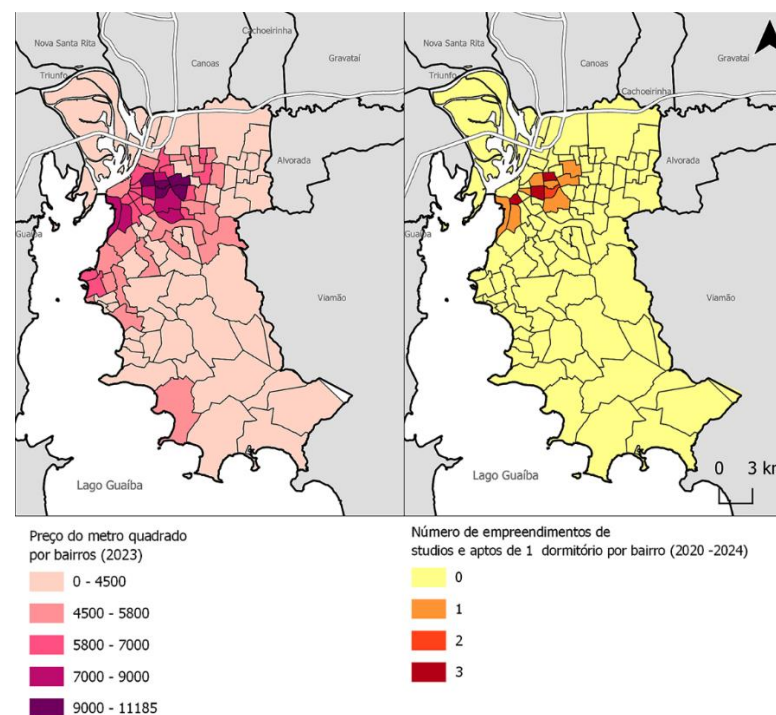 Nova Santa Rita
Canoas
Cachoeirinha
Gravataí
Triunfo
Alvorada
Guaíba
Viamão
Lago Guaíba
Nova Santa Rita
Canoas
Cachoeirinha
Gravataí
Triunfo
Alvorada
Guaíba
Viamão
Lago Guaíba
0 3 km
Preço do metro quadrado
por bairros (2023)
0 - 4500
4500 - 5800
5800 - 7000
7000 - 9000
9000 - 11185
Número de empreendimentos de
studios e aptos de 1 dormitório por bairro (2020 -2024)
0
1
2
3